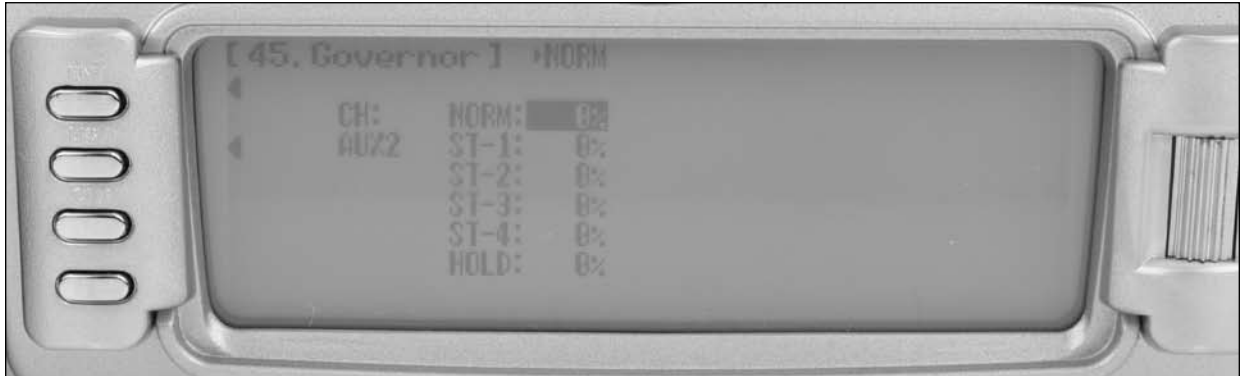 [45.Governor] NORM
CH: NORM: 0%
AUX2 ST-1: 0%
ST-2: 0%
ST-3: 0%
ST-4: 0%
HOLD: 0%